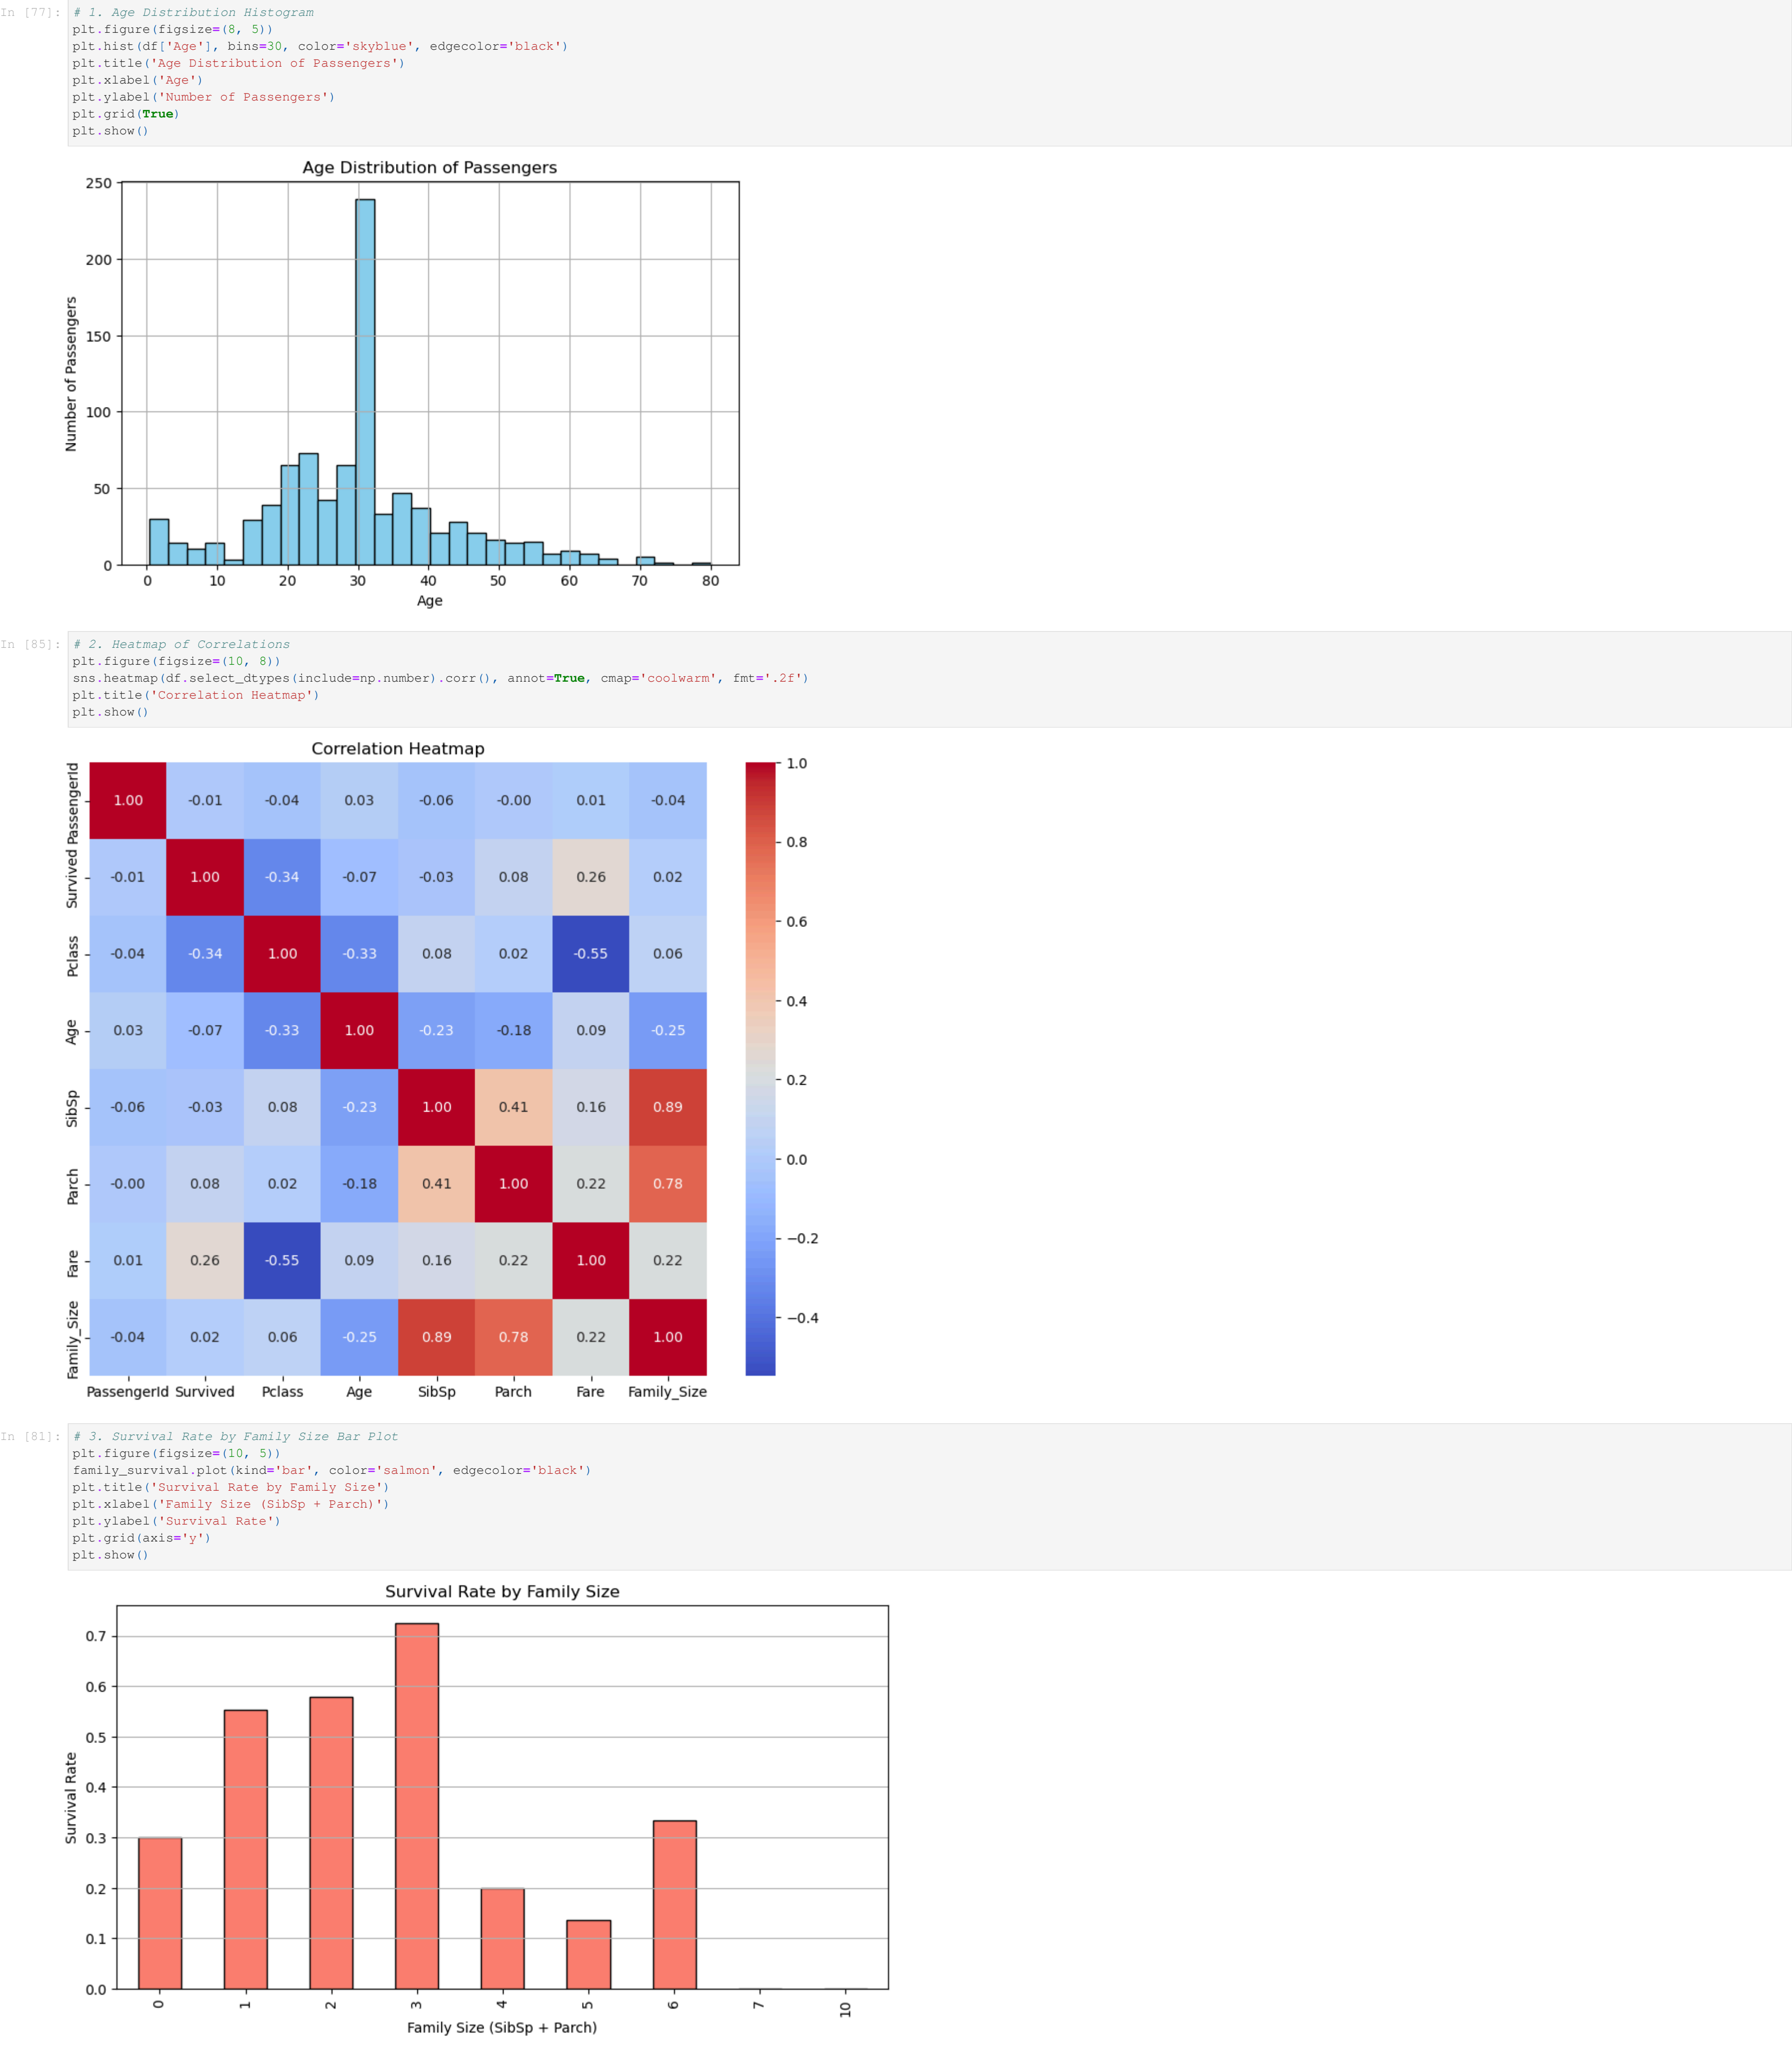 In [77]: # 1. Age Distribution Histogram
plt.figure(figsize=(8, 5))
plt.hist(df['Age'], bins=30, color='skyblue', edgecolor='black')
plt.title('Age Distribution of Passengers')
plt.xlabel('Age')
plt.ylabel('Number of Passengers')
plt.grid(True)
plt.show()
Age Distribution of Passengers
250
200
150
100
50
0
Number of Passengers
0 10 20 30 40 50 60 70 80
Age
In [85]: # 2. Heatmap of Correlations
plt.figure(figsize=(10, 8))
sns.heatmap(df.select_dtypes(include=np.number).corr(), annot=True, cmap='coolwarm', fmt='.2f')
plt.title('Correlation Heatmap')
plt.show()
Correlation Heatmap
PassengerId 1.00 -0.01 -0.04 0.03 -0.06 -0.00 0.01 -0.04
Survived -0.01 1.00 -0.34 -0.07 -0.03 0.08 0.26 0.02
Pclass -0.04 -0.34 1.00 -0.33 0.08 0.02 -0.55 0.06
Age 0.03 -0.07 -0.33 1.00 -0.23 -0.18 0.09 -0.25
SibSp -0.06 -0.03 0.08 -0.23 1.00 0.41 0.16 0.89
Parch -0.00 0.08 0.02 -0.18 0.41 1.00 0.22 0.78
Fare 0.01 0.26 -0.55 0.09 0.16 0.22 1.00 0.22
Family_Size -0.04 0.02 0.06 -0.25 0.89 0.78 0.22 1.00
PassengerId Survived Pclass Age SibSp Parch Fare Family_Size
1.0
0.8
0.6
0.4
0.2
0.0
−0.2
−0.4
In [81]: # 3. Survival Rate by Family Size Bar Plot
plt.figure(figsize=(10, 5))
family_survival.plot(kind='bar', color='salmon', edgecolor='black')
plt.title('Survival Rate by Family Size')
plt.xlabel('Family Size (SibSp + Parch)')
plt.ylabel('Survival Rate')
plt.grid(axis='y')
plt.show()
Survival Rate by Family Size
0.7
0.6
0.5
0.4
0.3
0.2
0.1
0.0
Survival Rate
0 1 2 3 4 5 6 7 10
Family Size (SibSp + Parch)